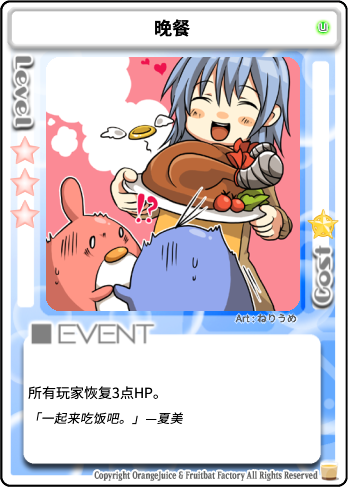 晚餐
U
Level
!?
Cost
Art : ねりうめ
EVENT
所有玩家恢复3点HP。
「一起来吃饭吧。」—夏美
Copyright OrangeJuice & Fruitbat Factory All Rights Reserved